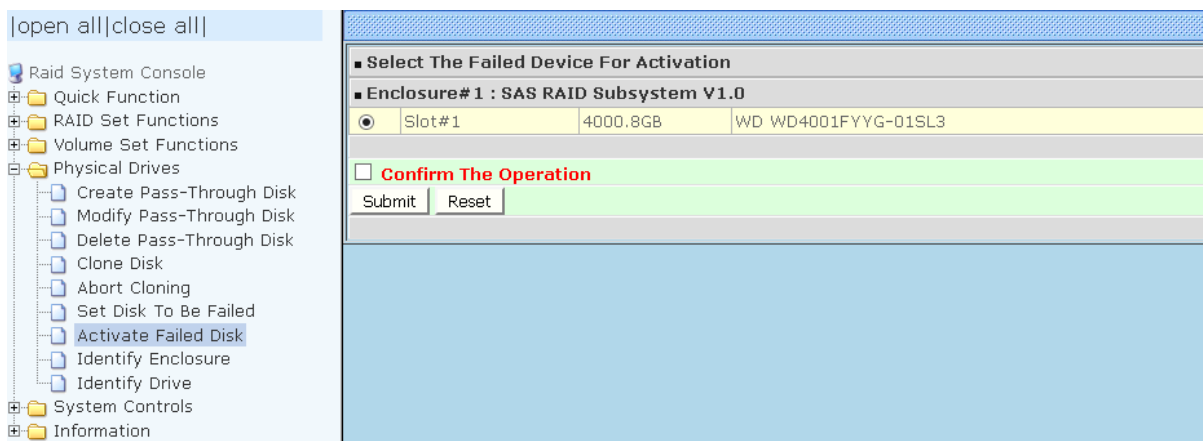 |open all|close all|
Raid System Console
Quick Function
RAID Set Functions
Volume Set Functions
Physical Drives
Create Pass-Through Disk
Modify Pass-Through Disk
Delete Pass-Through Disk
Clone Disk
Abort Cloning
Set Disk To Be Failed
Activate Failed Disk
Identify Enclosure
Identify Drive
System Controls
Information
Select The Failed Device For Activation
Enclosure#1 : SAS RAID Subsystem V1.0
Slot#1 4000.8GB WD WD4001FYYG-01SL3
Confirm The Operation
Submit Reset